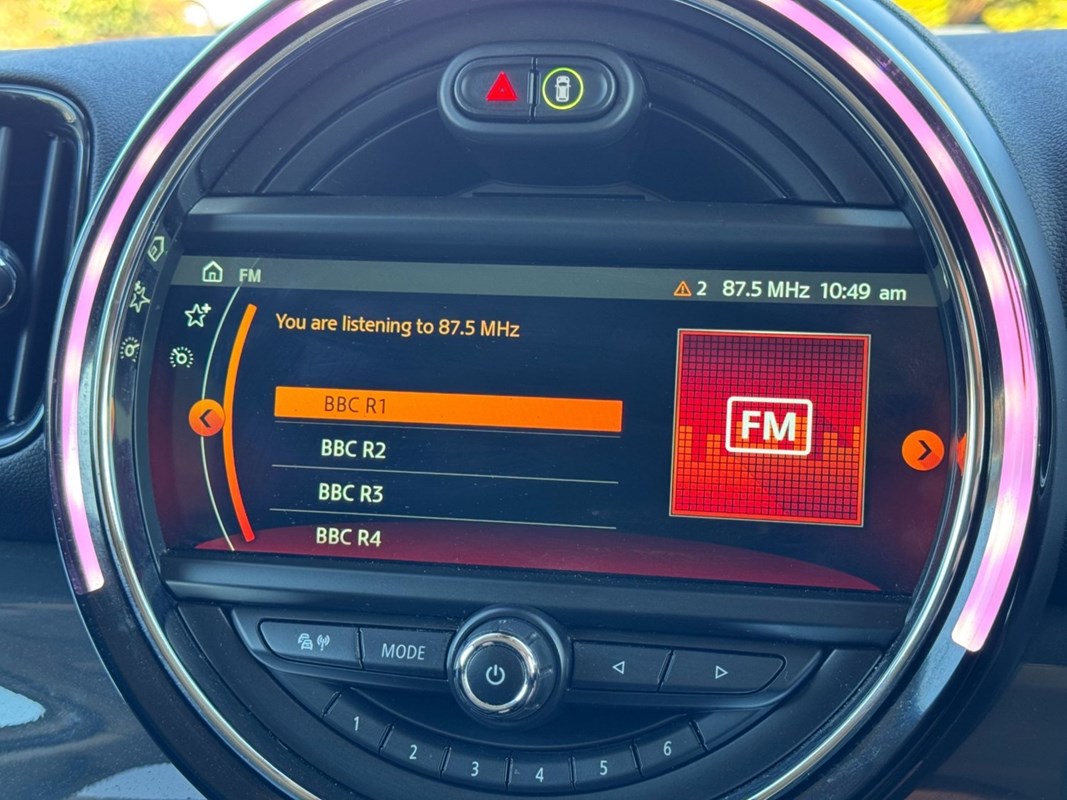 FM
2 87.5 MHz 10:49 am
You are listening to 87.5 MHz
BBC R1
BBC R2
BBC R3
BBC R4
FM
MODE
1
2
3
4
5
6